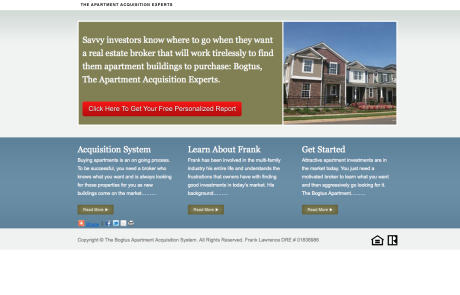 THE APARTMENT ACQUISITION EXPERTS
Savvy investors know where to go when they want
a real estate broker that will work tirelessly to find
them apartment buildings to purchase: Bogtus,
The Apartment Acquisition Experts.
Click Here To Get Your Free Personalized Report
Acquisition System
Buying apartments is an on going process.
To be successful, you need a broker who
knows what you want and is always looking
for those properties for you as new
buildings come on the market..........
Read More
Learn About Frank
Frank has been involved in the multi-family
industry his entire life and understands the
frustrations that owners have with finding
good investments in today's market. His
background..........
Read More
Get Started
Attractive apartment investments are in
the market today. You just need a
motivated broker to learn what you want
and then aggressively go looking for it.
The Bogtus Apartment..........
Read More
Share
Copyright © The Bogtus Apartment Acquisition System. All Rights Reserved. Frank Lawrence DRE #